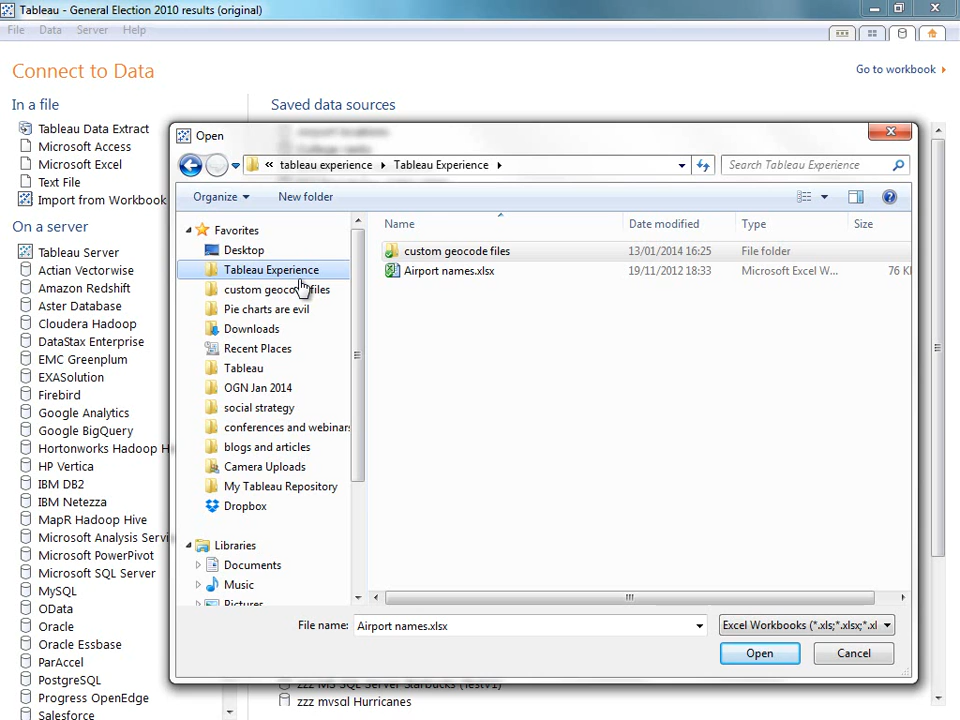 Tableau - General Election 2010 results (original)
File Data Server Help
Connect to Data
Go to workbook
In a file
Saved data sources
Tableau Data Extract
Microsoft Access
Microsoft Excel
Text File
Import from Workbook
On a server
Tableau Server
Actian Vectorwise
Amazon Redshift
Aster Database
Cloudera Hadoop
DataStax Enterprise
EMC Greenplum
EXASolution
Firebird
Google Analytics
Google BigQuery
Hortonworks Hadoop H
HP Vertica
IBM DB2
IBM Netezza
MapR Hadoop Hive
Microsoft Analysis Servi
Microsoft PowerPivot
Microsoft SQL Server
MySQL
OData
Oracle
Oracle Essbase
ParAccel
PostgreSQL
Progress OpenEdge
Salesforce
Open
« tableau experience Tableau Experience
Search Tableau Experience
Organize New folder
Favorites
Desktop
Tableau Experience
custom geocode files
Pie charts are evil
Downloads
Recent Places
Tableau
OGN Jan 2014
social strategy
conferences and webinars
blogs and articles
Camera Uploads
My Tableau Repository
Dropbox
Libraries
Documents
Music
Pictures
Name Date modified Type Size
custom geocode files 13/01/2014 16:25 File folder
Airport names.xlsx 19/11/2012 18:33 Microsoft Excel W... 76 K
File name: Airport names.xlsx Excel Workbooks (*.xls;*.xlsx;*.xl
Open Cancel
zzz mysql Hurricanes